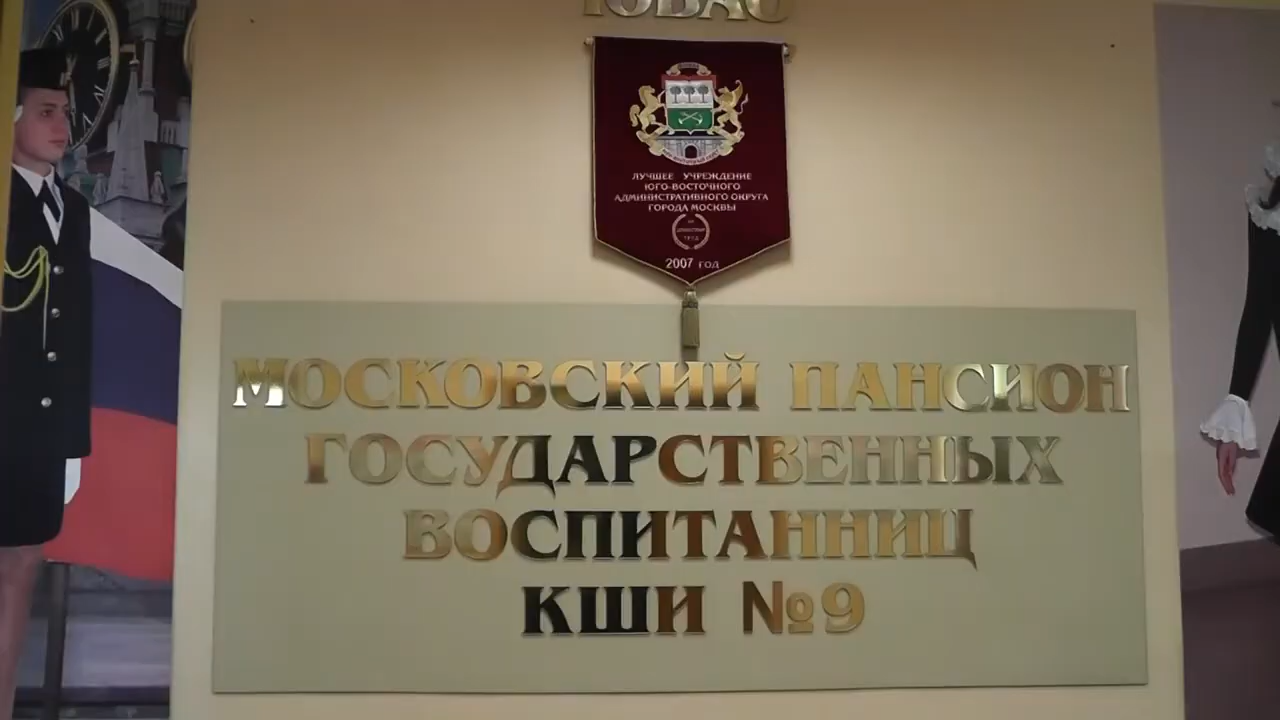 ЮВАО
ЛУЧШЕЕ УЧРЕЖДЕНИЕ
ЮГО-ВОСТОЧНОГО
АДМИНИСТРАТИВНОГО ОКРУГА
ГОРОДА МОСКВЫ
2007 ГОД
МОСКОВСКИЙ ПАНСИОН
ГОСУДАРСТВЕННЫХ
ВОСПИТАННИЦ
КШИ №9